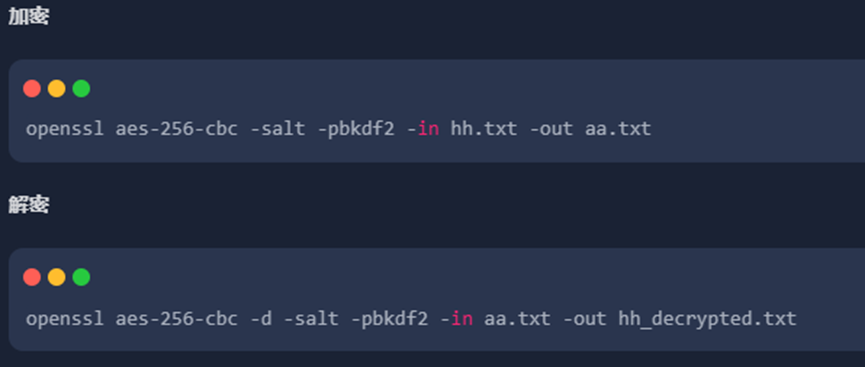 加密
openssl aes-256-cbc -salt -pbkdf2 -in hh.txt -out aa.txt
解密
openssl aes-256-cbc -d -salt -pbkdf2 -in aa.txt -out hh_decrypted.txt